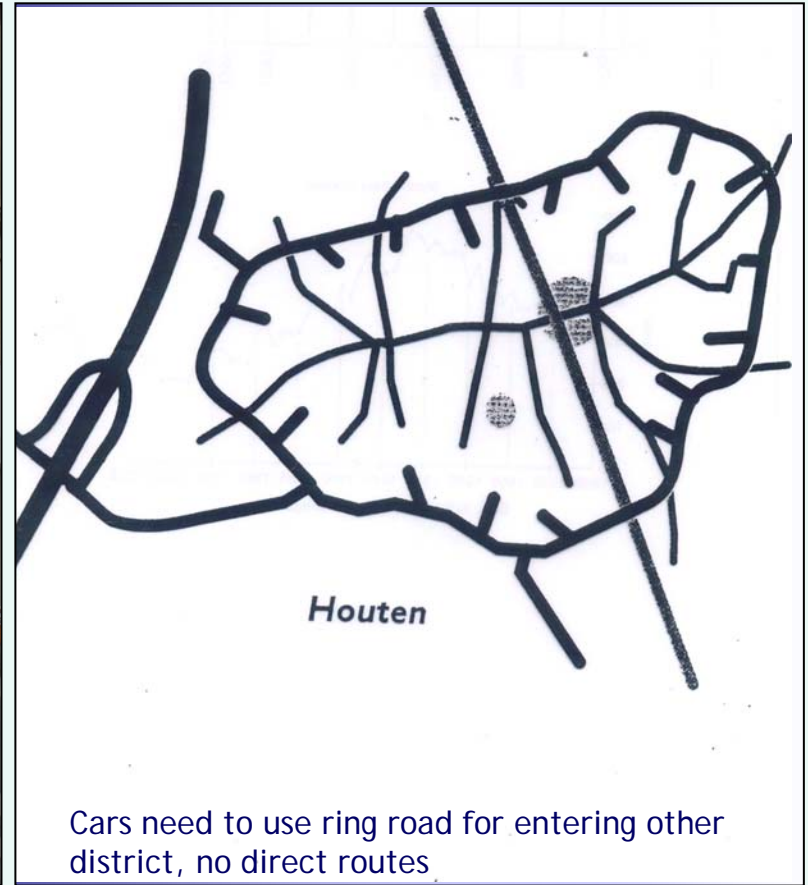 Houten
Cars need to use ring road for entering other
district, no direct routes